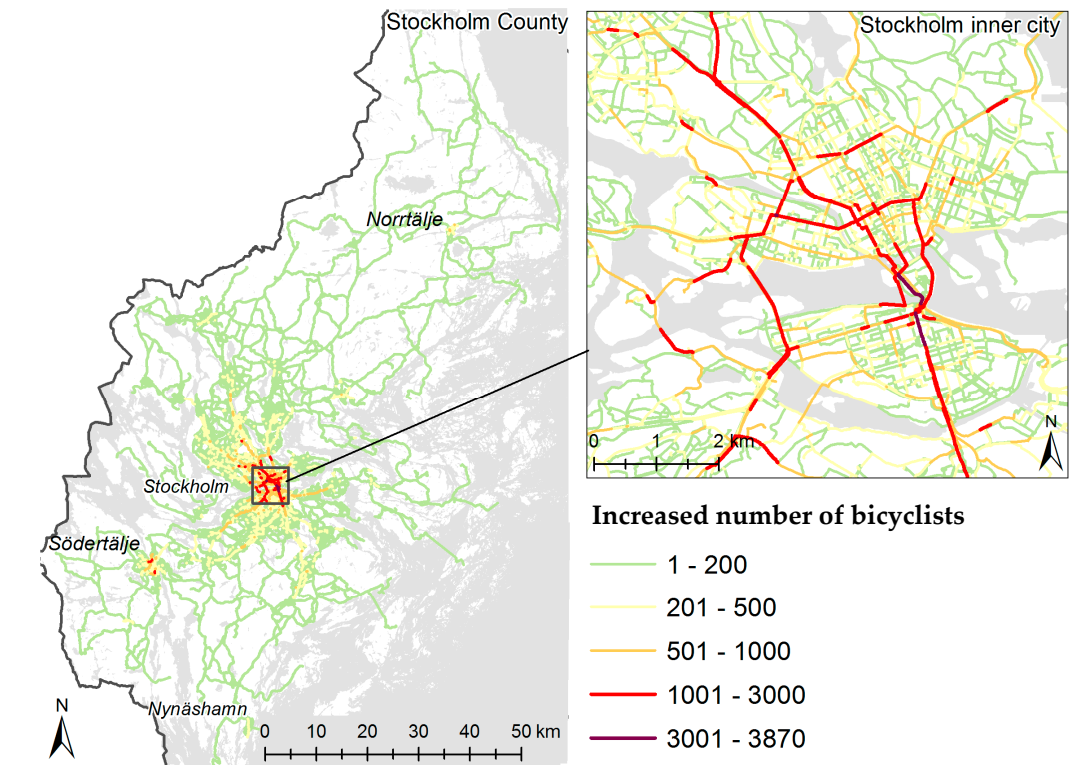 Stockholm County
Norrtälje
Stockholm
Södertälje
Nynäshamn
N
0 10 20 30 40 50 km
Stockholm inner city
0 1 2 km
N
Increased number of bicyclists
1 - 200
201 - 500
501 - 1000
1001 - 3000
3001 - 3870